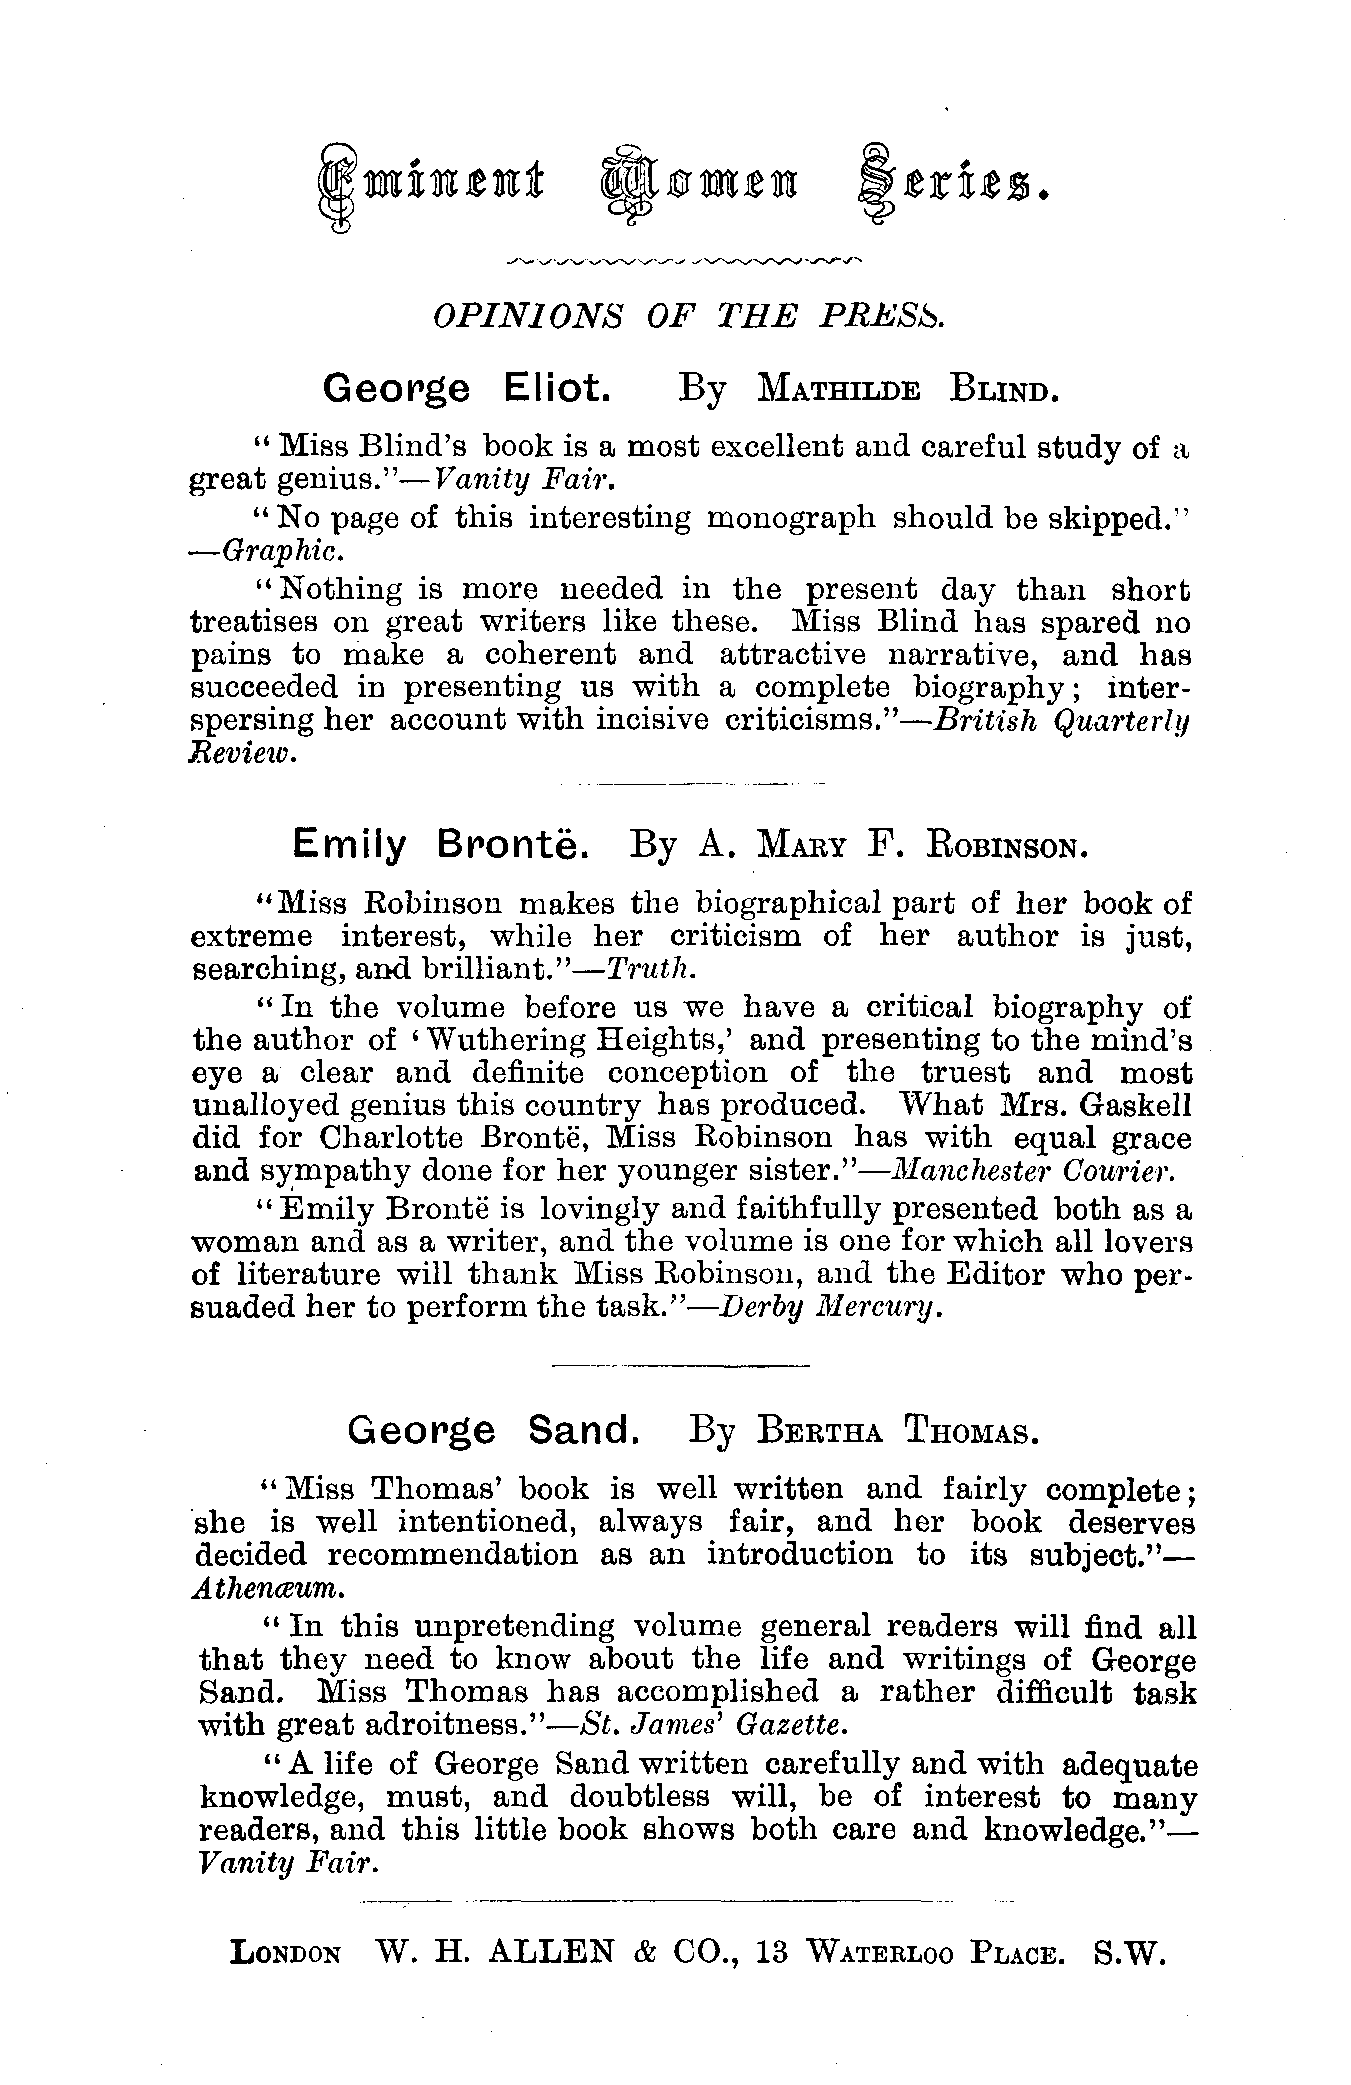 Eminent Women Series.
OPINIONS OF THE PRESS.
George Eliot. By MATHILDE BLIND.
“Miss Blind’s book is a most excellent and careful study of a
great genius.”—Vanity Fair.
“No page of this interesting monograph should be skipped.”
—Graphic.
“Nothing is more needed in the present day than short
treatises on great writers like these. Miss Blind has spared no
pains to make a coherent and attractive narrative, and has
succeeded in presenting us with a complete biography; inter-
spersing her account with incisive criticisms.”—British Quarterly
Review.
Emily Brontë. By A. MARY F. ROBINSON.
“Miss Robinson makes the biographical part of her book of
extreme interest, while her criticism of her author is just,
searching, and brilliant.”—Truth.
“In the volume before us we have a critical biography of
the author of ‘Wuthering Heights,’ and presenting to the mind’s
eye a clear and definite conception of the truest and most
unalloyed genius this country has produced. What Mrs. Gaskell
did for Charlotte Brontë, Miss Robinson has with equal grace
and sympathy done for her younger sister.”—Manchester Courier.
“Emily Brontë is lovingly and faithfully presented both as a
woman and as a writer, and the volume is one for which all lovers
of literature will thank Miss Robinson, and the Editor who per-
suaded her to perform the task.”—Derby Mercury.
George Sand. By BERTHA THOMAS.
“Miss Thomas’ book is well written and fairly complete;
she is well intentioned, always fair, and her book deserves
decided recommendation as an introduction to its subject.”—
Athenæum.
“In this unpretending volume general readers will find all
that they need to know about the life and writings of George
Sand. Miss Thomas has accomplished a rather difficult task
with great adroitness.”—St. James’ Gazette.
“A life of George Sand written carefully and with adequate
knowledge, must, and doubtless will, be of interest to many
readers, and this little book shows both care and knowledge.”—
Vanity Fair.
LONDON W. H. ALLEN & CO., 13 WATERLOO PLACE. S.W.